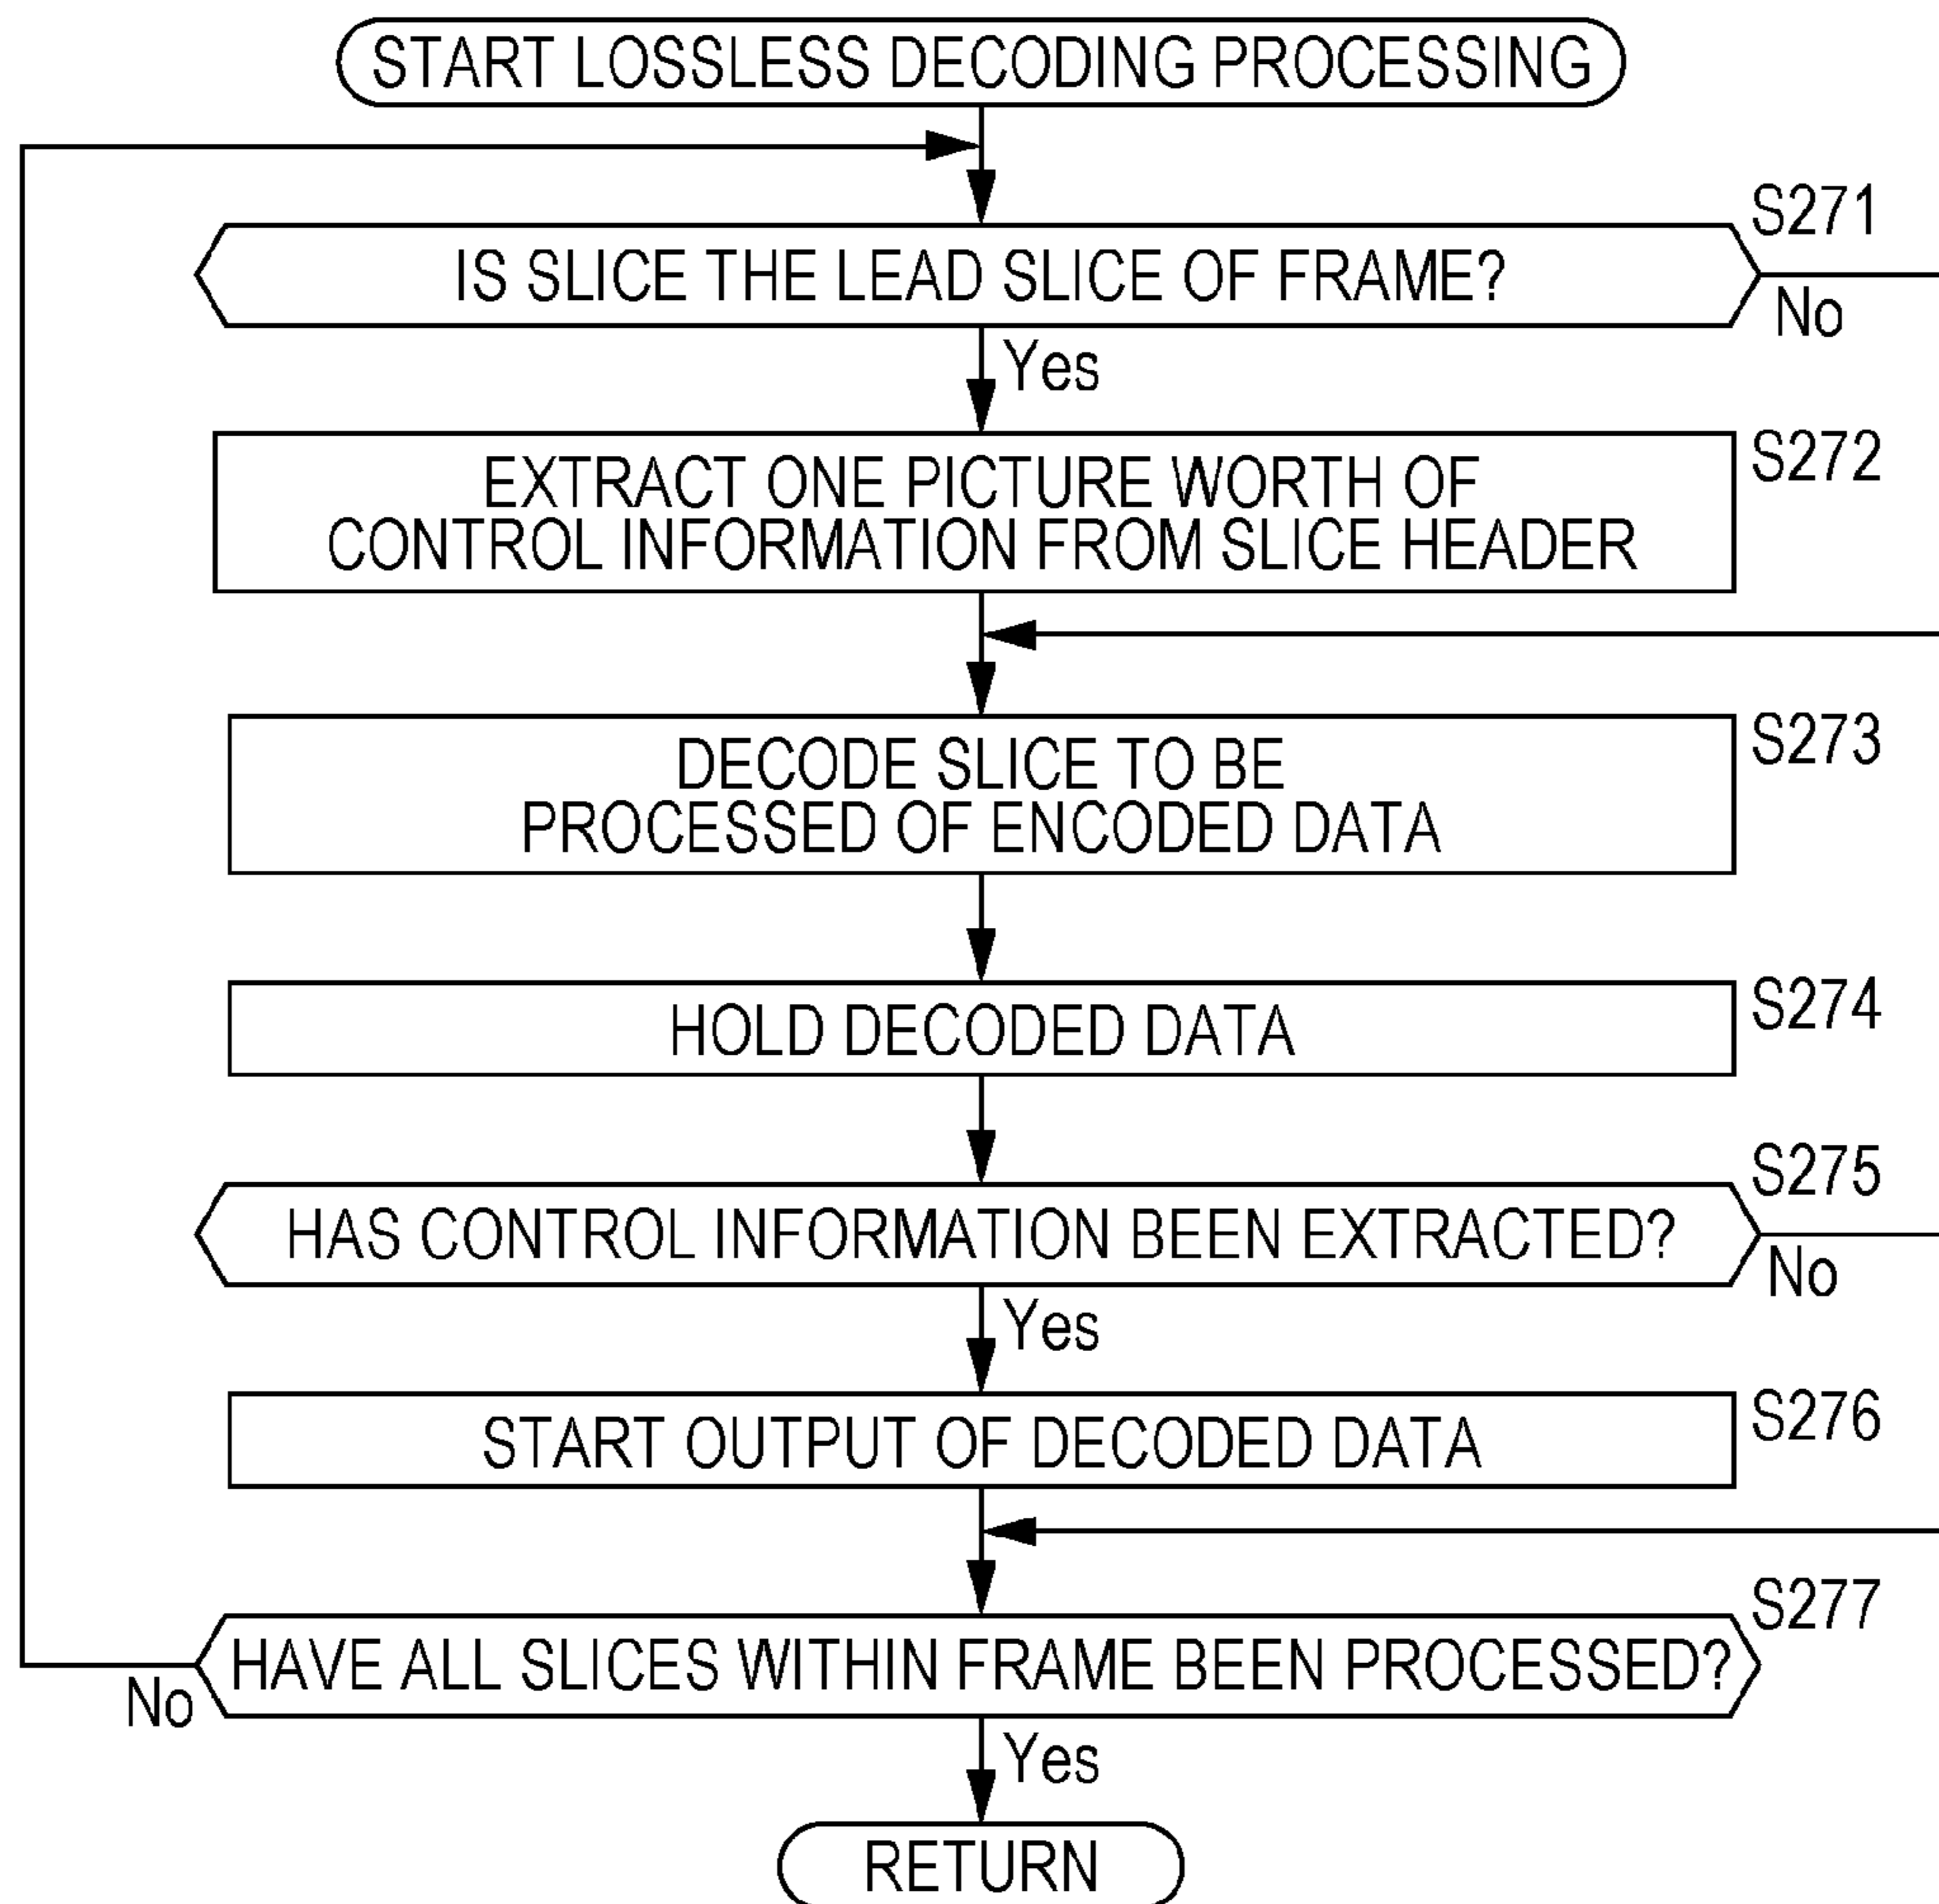 START LOSSLESS DECODING PROCESSING
S271
IS SLICE THE LEAD SLICE OF FRAME?
No
Yes
S272
EXTRACT ONE PICTURE WORTH OF
CONTROL INFORMATION FROM SLICE HEADER
S273
DECODE SLICE TO BE
PROCESSED OF ENCODED DATA
S274
HOLD DECODED DATA
S275
HAS CONTROL INFORMATION BEEN EXTRACTED?
No
Yes
S276
START OUTPUT OF DECODED DATA
S277
HAVE ALL SLICES WITHIN FRAME BEEN PROCESSED?
No
Yes
RETURN